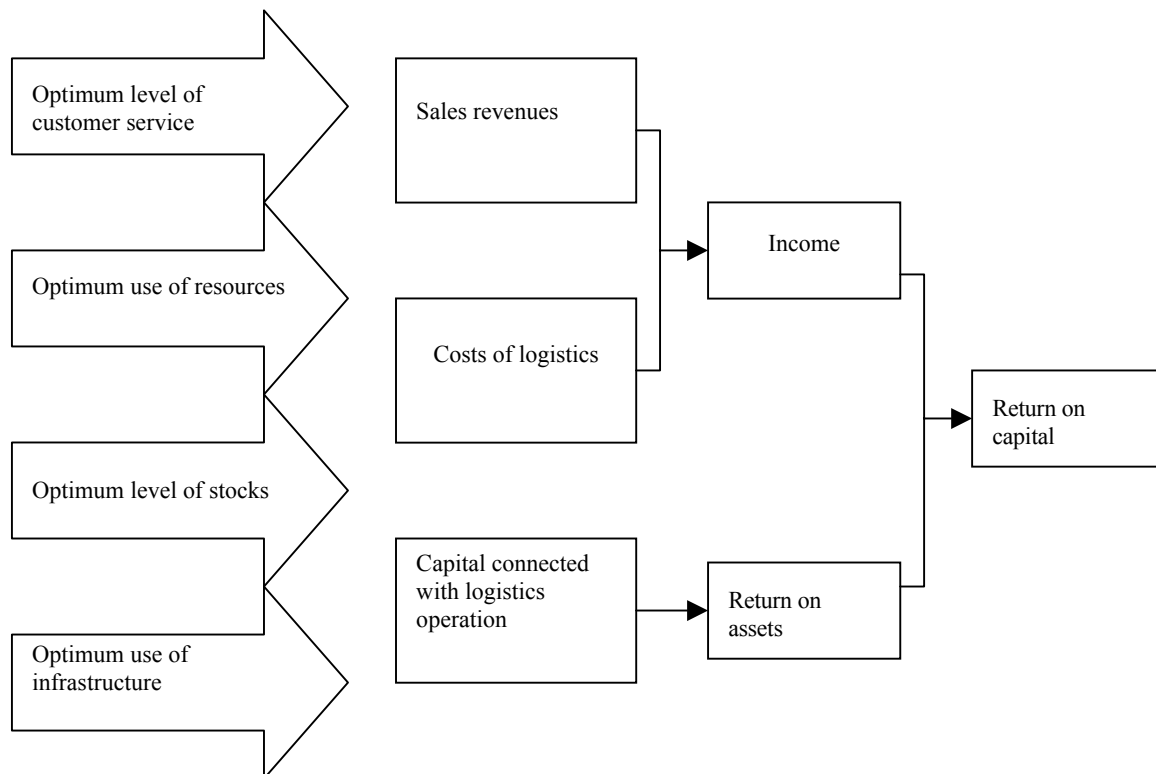 Optimum level of
customer service
Sales revenues
Income
Optimum use of resources
Costs of logistics
Return on
capital
Optimum level of stocks
Capital connected
with logistics
operation
Return on
assets
Optimum use of
infrastructure